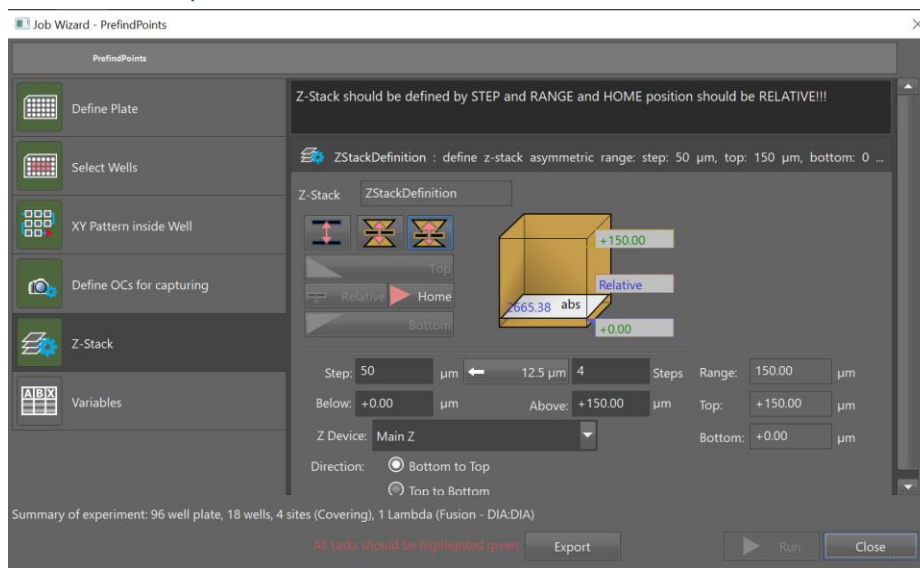 Job Wizard - PrefindPoints
PrefindPoints
Define Plate
Select Wells
XY Pattern inside Well
Define OCs for capturing
Z-Stack
Variables
Z-Stack should be defined by STEP and RANGE and HOME position should be RELATIVE!!!
ZStackDefinition : define z-stack asymmetric range: step: 50 µm, top: 150 µm, bottom: 0 ...
Z-Stack ZStackDefinition
Top
Relative Home
Bottom
+150.00
Relative
2665.38 abs
+0.00
Step: 50 µm 12.5 µm 4 Steps Range: 150.00 µm
Below: +0.00 µm Above: +150.00 µm Top: +150.00 µm
Z Device: Main Z Bottom: +0.00 µm
Direction: Bottom to Top
Top to Bottom
Summary of experiment: 96 well plate, 18 wells, 4 sites (Covering), 1 Lambda (Fusion - DIA:DIA)
All tasks should be highlighted green Export Run Close